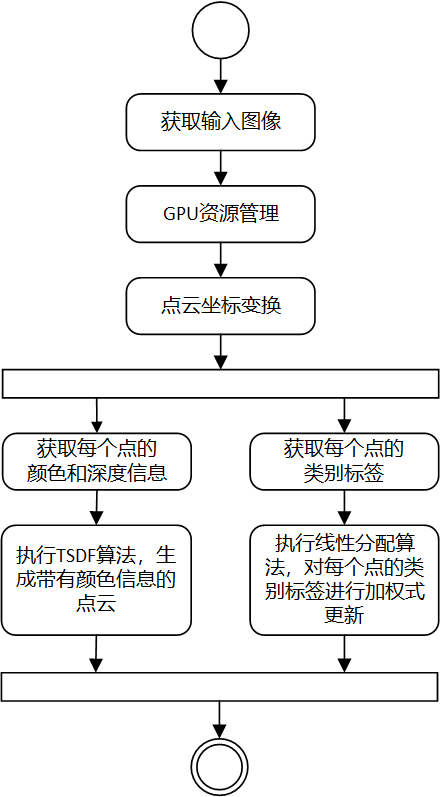 获取输入图像
GPU资源管理
点云坐标变换
获取每个点的
颜色和深度信息
获取每个点的
类别标签
执行TSDF算法，生
成带有颜色信息的
点云
执行线性分配算
法，对每个点的类
别标签进行加权式
更新